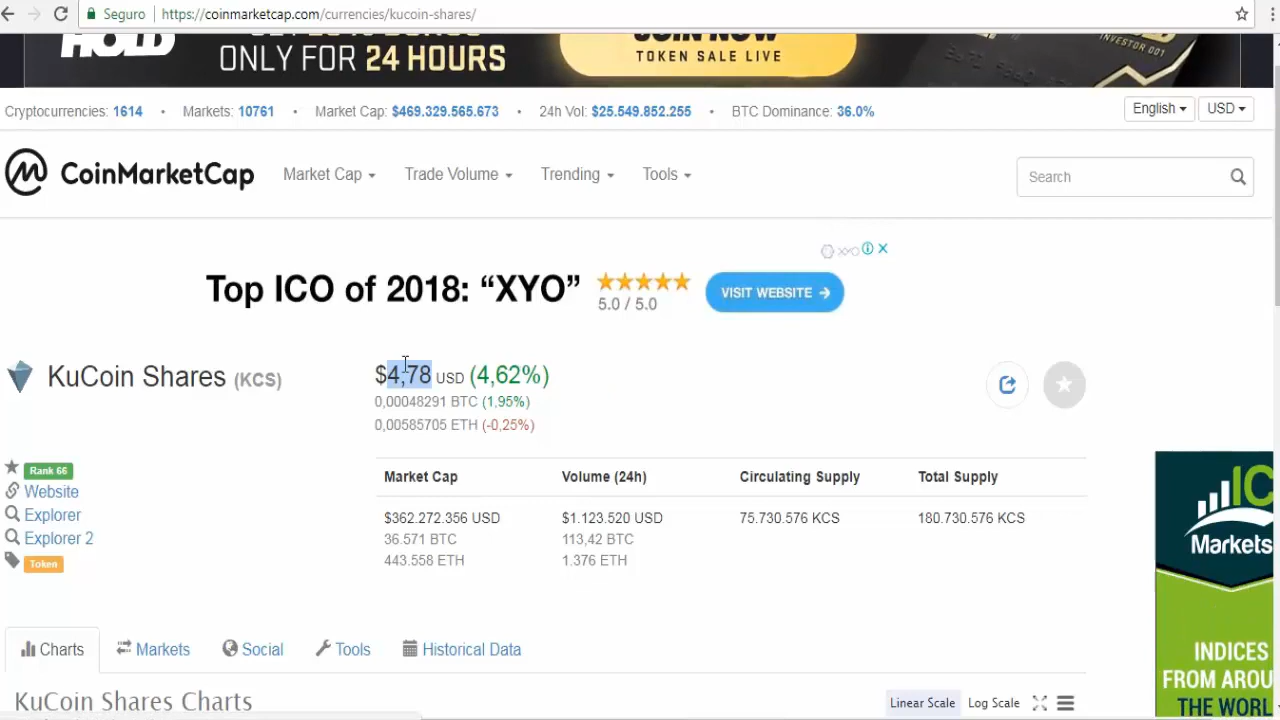 Seguro
https://coinmarketcap.com/currencies/kucoin-shares/
HOLD
ONLY FOR 24 HOURS
JOIN NOW
TOKEN SALE LIVE
INVESTOR 001
Cryptocurrencies: 1614 • Markets: 10761 • Market Cap: $469.329.565.673 • 24h Vol: $25.549.852.255 • BTC Dominance: 36.0%
English
USD
CoinMarketCap
Market Cap
Trade Volume
Trending
Tools
Search
XYO
Top ICO of 2018: “XYO”
5.0 / 5.0
VISIT WEBSITE
KuCoin Shares (KCS)
$4,78 USD (4,62%)
0,00048291 BTC (1,95%)
0,00585705 ETH (-0,25%)
Rank 66
Website
Explorer
Explorer 2
Token
Market Cap Volume (24h) Circulating Supply Total Supply
$362.272.356 USD $1.123.520 USD 75.730.576 KCS 180.730.576 KCS
36.571 BTC 113,42 BTC
443.558 ETH 1.376 ETH
IC
Markets
INDICES
FROM AROU
THE WORL
Charts
Markets
Social
Tools
Historical Data
KuCoin Shares Charts
Linear Scale
Log Scale